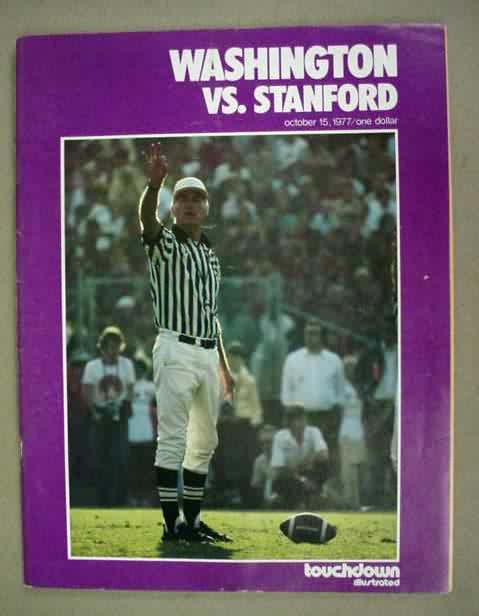 WASHINGTON
VS. STANFORD
october 15, 1977/one dollar
touchdown
illustrated